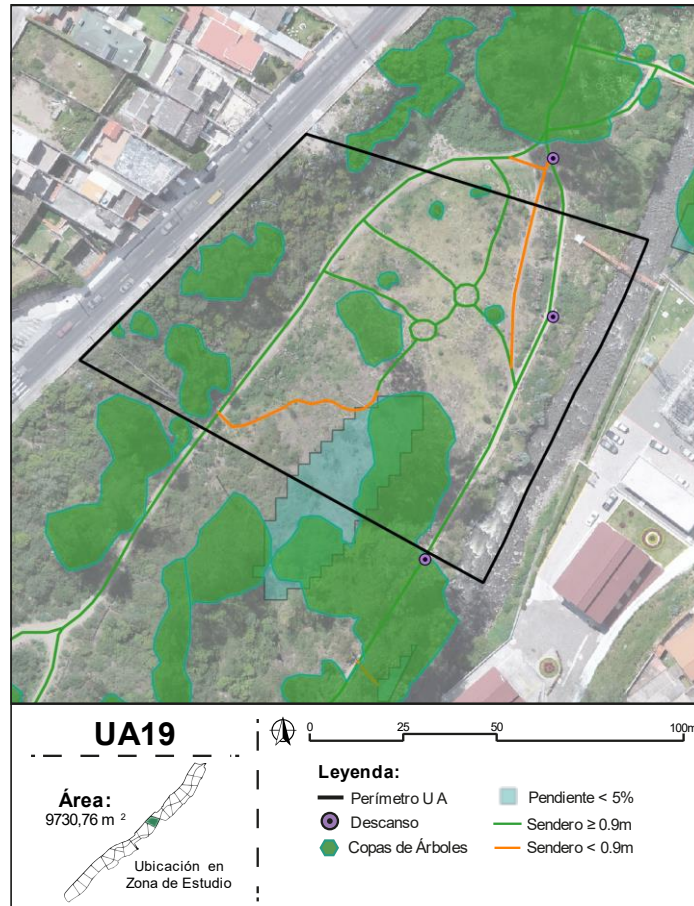 UA19
Área:
9730,76 m 2
Ubicación en
Zona de Estudio
0 25 50 100m
Leyenda:
Perímetro U A
Descanso
Copas de Árboles
Pendiente < 5%
Sendero ≥ 0.9m
Sendero < 0.9m